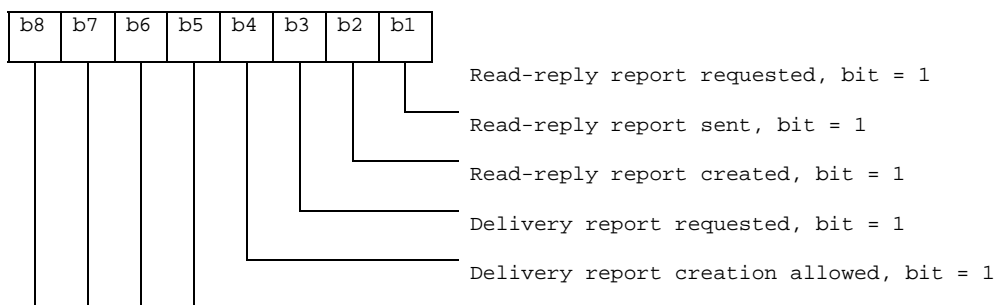 b8 b7 b6 b5 b4 b3 b2 b1
Read-reply report requested, bit = 1
Read-reply report sent, bit = 1
Read-reply report created, bit = 1
Delivery report requested, bit = 1
Delivery report creation allowed, bit = 1